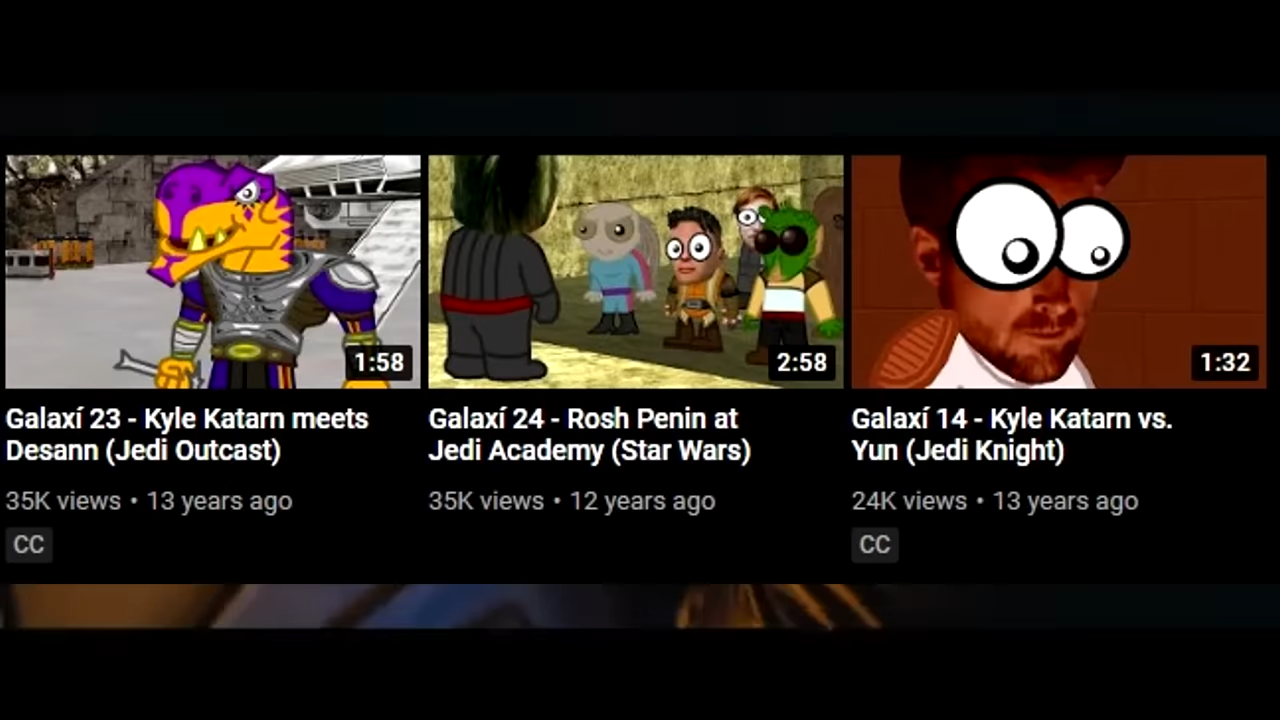 1:58
2:58
1:32
Galaxí 23 - Kyle Katarn meets
Desann (Jedi Outcast)
35K views • 13 years ago
CC
Galaxí 24 - Rosh Penin at
Jedi Academy (Star Wars)
35K views • 12 years ago
Galaxí 14 - Kyle Katarn vs.
Yun (Jedi Knight)
24K views • 13 years ago
CC